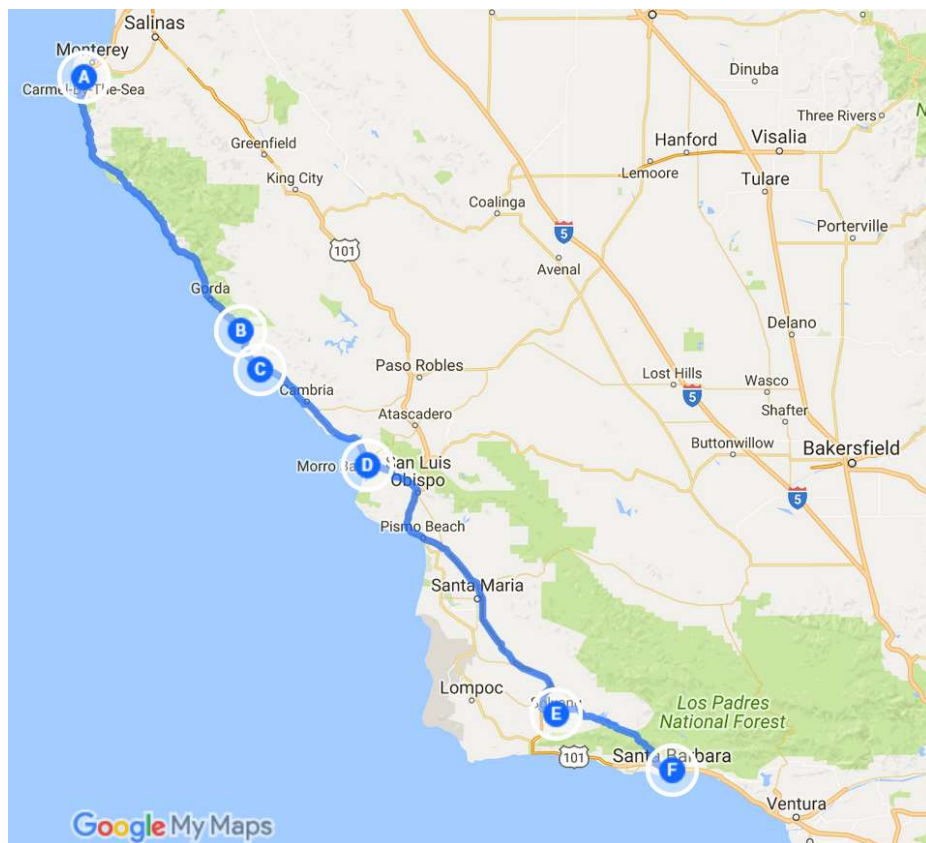 Salinas
Monterey
A
Carmel-By-The-Sea
Dinuba
Three Rivers
Greenfield
Hanford
Visalia
Lemoore
King City
Tulare
Coalinga
Porterville
5
101
Avenal
Gorda
B
Delano
C
Paso Robles
Lost Hills
Wasco
Cambria
5
Shafter
Atascadero
Buttonwillow
Bakersfield
Morro Bay
D
San Luis
Obispo
5
Pismo Beach
Santa Maria
Lompoc
Solvang
E
Los Padres
National Forest
101
Santa Barbara
F
Ventura
Google My Maps